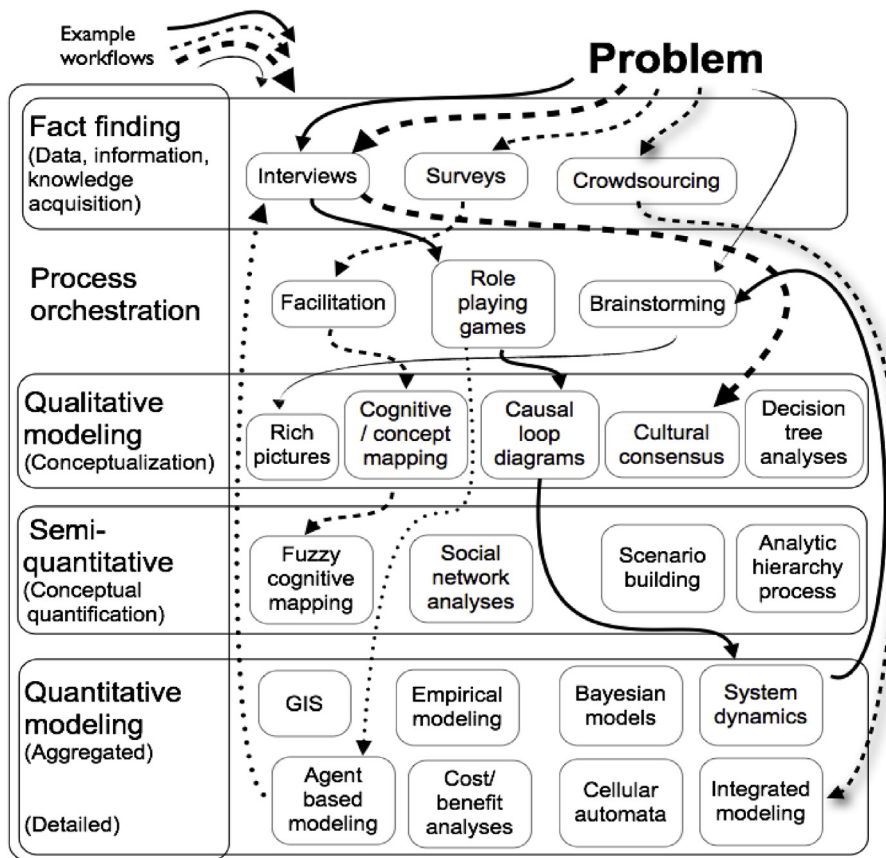 Example
workflows
Problem
Fact finding
(Data, information,
knowledge
acquisition)
Interviews
Surveys
Crowdsourcing
Process
orchestration
Facilitation
Role
playing
games
Brainstorming
Qualitative
modeling
(Conceptualization)
Rich
pictures
Cognitive
/ concept
mapping
Causal
loop
diagrams
Cultural
consensus
Decision
tree
analyses
Semi-
quantitative
(Conceptual
quantification)
Fuzzy
cognitive
mapping
Social
network
analyses
Scenario
building
Analytic
hierarchy
process
Quantitative
modeling
(Aggregated)
(Detailed)
GIS
Empirical
modeling
Bayesian
models
System
dynamics
Agent
based
modeling
Cost/
benefit
analyses
Cellular
automata
Integrated
modeling